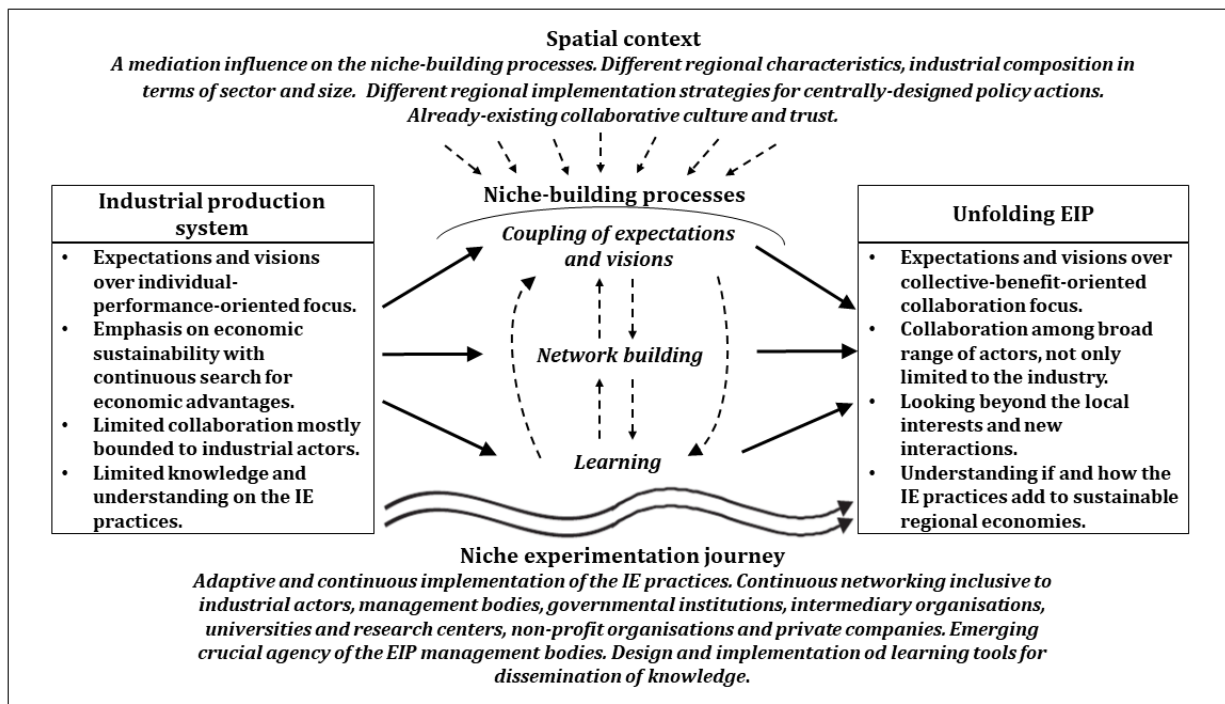 Spatial context
A mediation influence on the niche-building processes. Different regional characteristics, industrial composition in
terms of sector and size. Different regional implementation strategies for centrally-designed policy actions.
Already-existing collaborative culture and trust.
Industrial production
system
• Expectations and visions
over individual-
performance-oriented focus.
• Emphasis on economic
sustainability with
continuous search for
economic advantages.
• Limited collaboration mostly
bounded to industrial actors.
• Limited knowledge and
understanding on the IE
practices.
Niche-building processes
Coupling of expectations
and visions
Network building
Learning
Unfolding EIP
• Expectations and visions over
collective-benefit-oriented
collaboration focus.
• Collaboration among broad
range of actors, not only
limited to the industry.
• Looking beyond the local
interests and new
interactions.
• Understanding if and how the
IE practices add to sustainable
regional economies.
Niche experimentation journey
Adaptive and continuous implementation of the IE practices. Continuous networking inclusive to
industrial actors, management bodies, governmental institutions, intermediary organisations,
universities and research centers, non-profit organisations and private companies. Emerging
crucial agency of the EIP management bodies. Design and implementation od learning tools for
dissemination of knowledge.